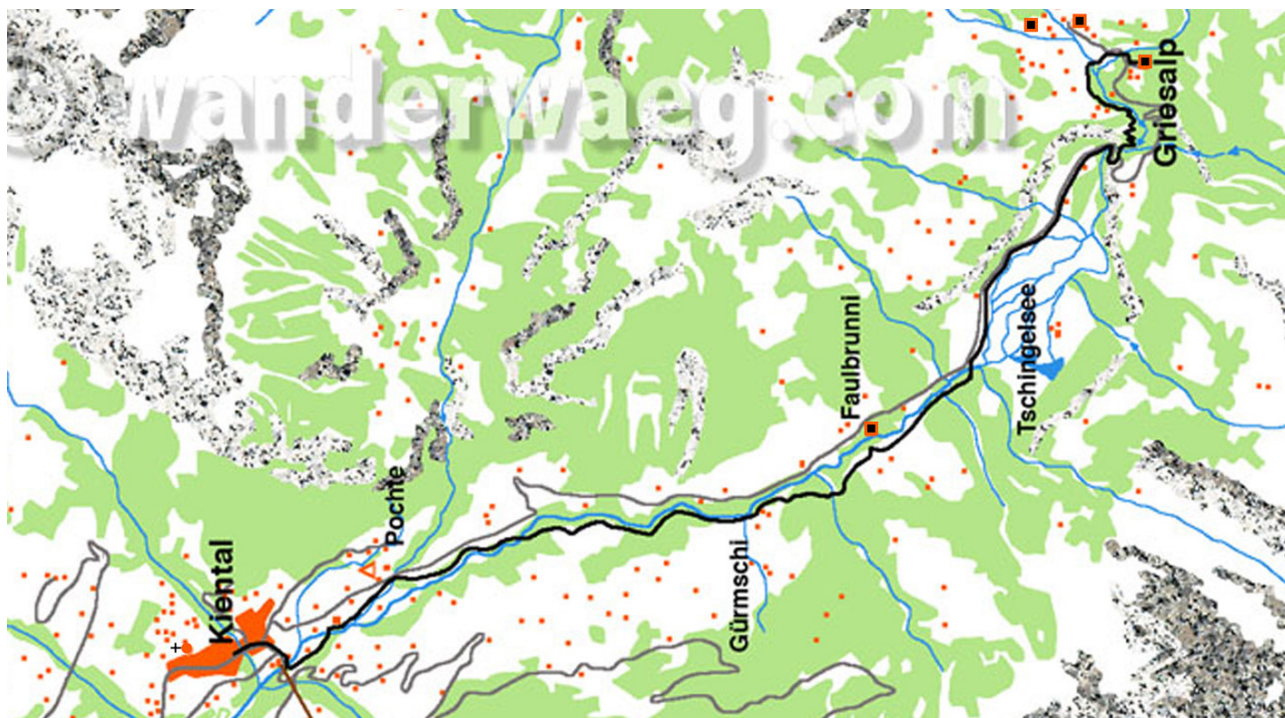 wanderwaeg.com
Griesalp
Faulbrunni
Tschingelsee
Pochte
Kiental
Gürmschi